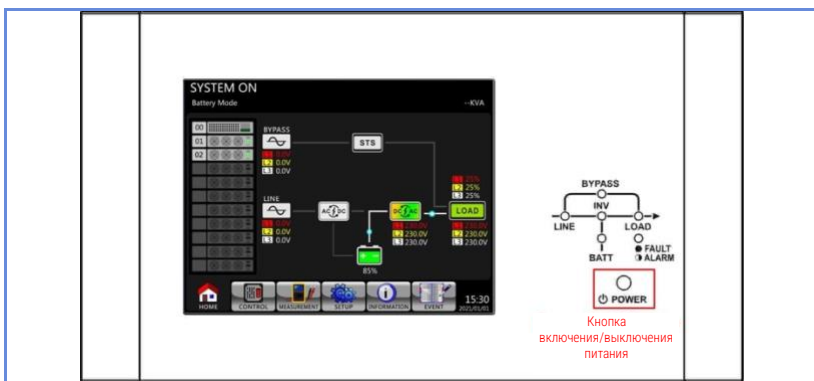 SYSTEM ON
Battery Mode
--KVA
00
01
02
BYPASS
L1 0.0V
L2 0.0V
L3 0.0V
STS
L1 25%
L2 25%
L3 25%
LINE
L1 0.0V
L2 0.0V
L3 0.0V
AC DC
DC AC
LOAD
L1 230.0V
L2 230.0V
L3 230.0V
L1 230.0V
L2 230.0V
L3 230.0V
85%
HOME
CONTROL
MEASUREMENT
SETUP
INFORMATION
EVENT
15:30
2021/01/01
BYPASS
INV
LINE
LOAD
BATT
FAULT
ALARM
POWER
Кнопка
включения/выключения
питания